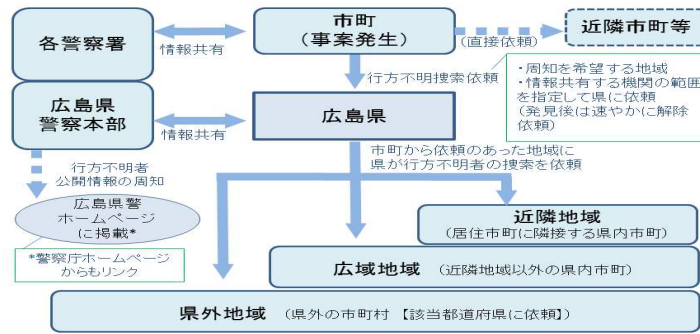 各警察署
情報共有
市町
(事案発生)
(直接依頼)
近隣市町等
行方不明捜索依頼
・周知を希望する地域
・情報共有する機関の範囲
を指定して県に依頼
(発見後は速やかに解除
依頼)
広島県
警察本部
情報共有
広島県
市町から依頼のあった地域に
県が行方不明者の捜索を依頼
行方不明者
公開情報の周知
広島県警
ホームページ
に掲載*
*警察庁ホームページ
からもリンク
近隣地域
(居住市町に隣接する県内市町)
広域地域 (近隣地域以外の県内市町)
県外地域 (県外の市町村 【該当都道府県に依頼】)